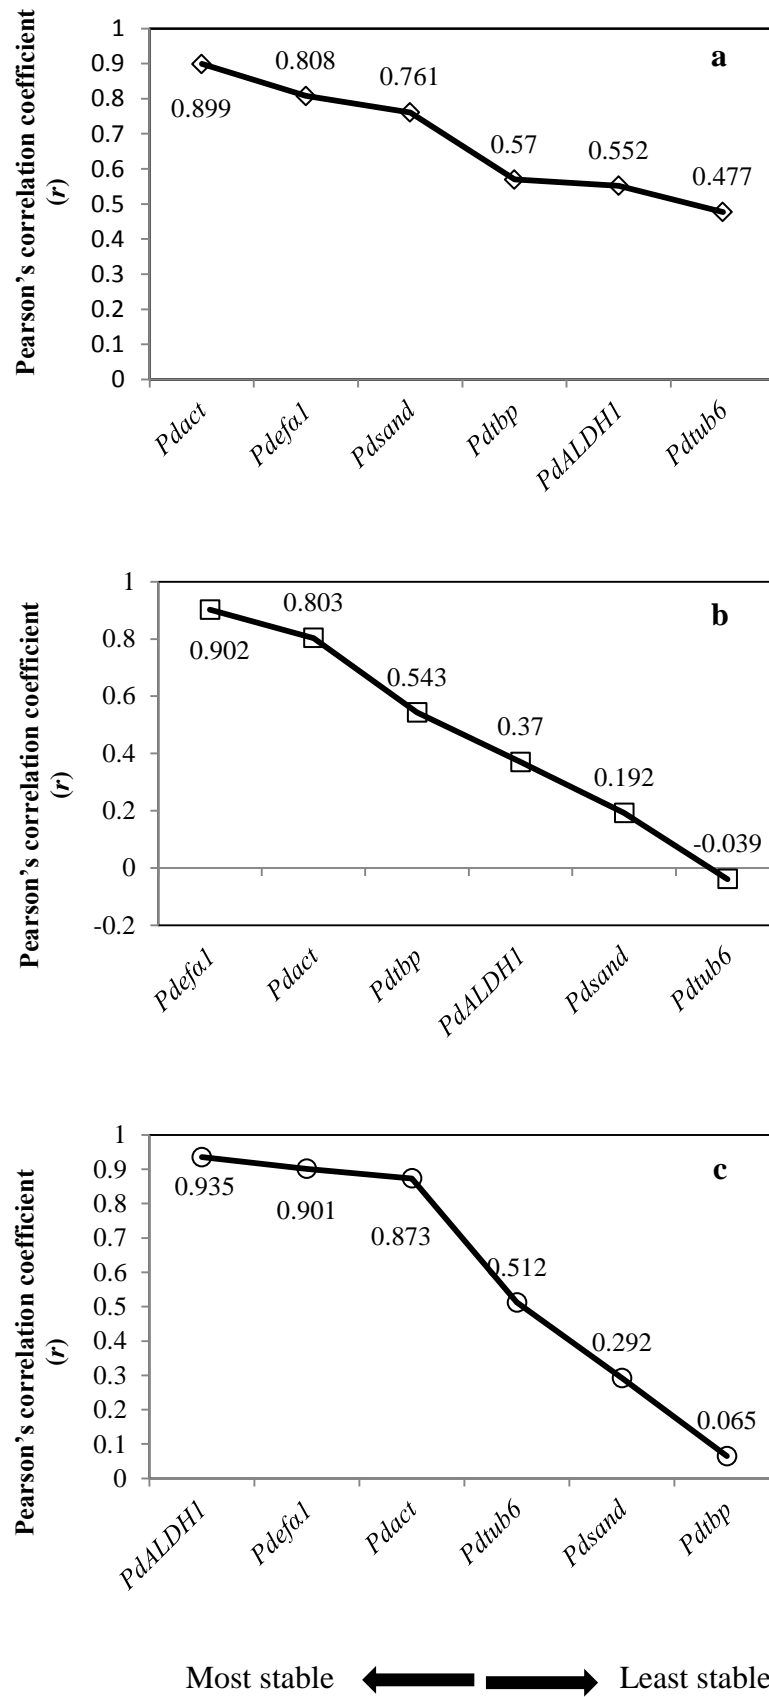 a
Pearson’s correlation coefficient
(r)
1
0.9
0.8
0.7
0.6
0.5
0.4
0.3
0.2
0.1
0
0.899
0.808
0.761
0.57
0.552
0.477
Pdact
Pdefα1
Pdsand
Pdtbp
PdALDH1
Pdtub6
b
Pearson’s correlation coefficient
(r)
1
0.8
0.6
0.4
0.2
0
-0.2
0.902
0.803
0.543
0.37
0.192
-0.039
Pdefα1
Pdact
Pdtbp
PdALDH1
Pdsand
Pdtub6
c
Pearson’s correlation coefficient
(r)
1
0.9
0.8
0.7
0.6
0.5
0.4
0.3
0.2
0.1
0
0.935
0.901
0.873
0.512
0.292
0.065
PdALDH1
Pdefα1
Pdact
Pdtub6
Pdsand
Pdtbp
Most stable
Least stable